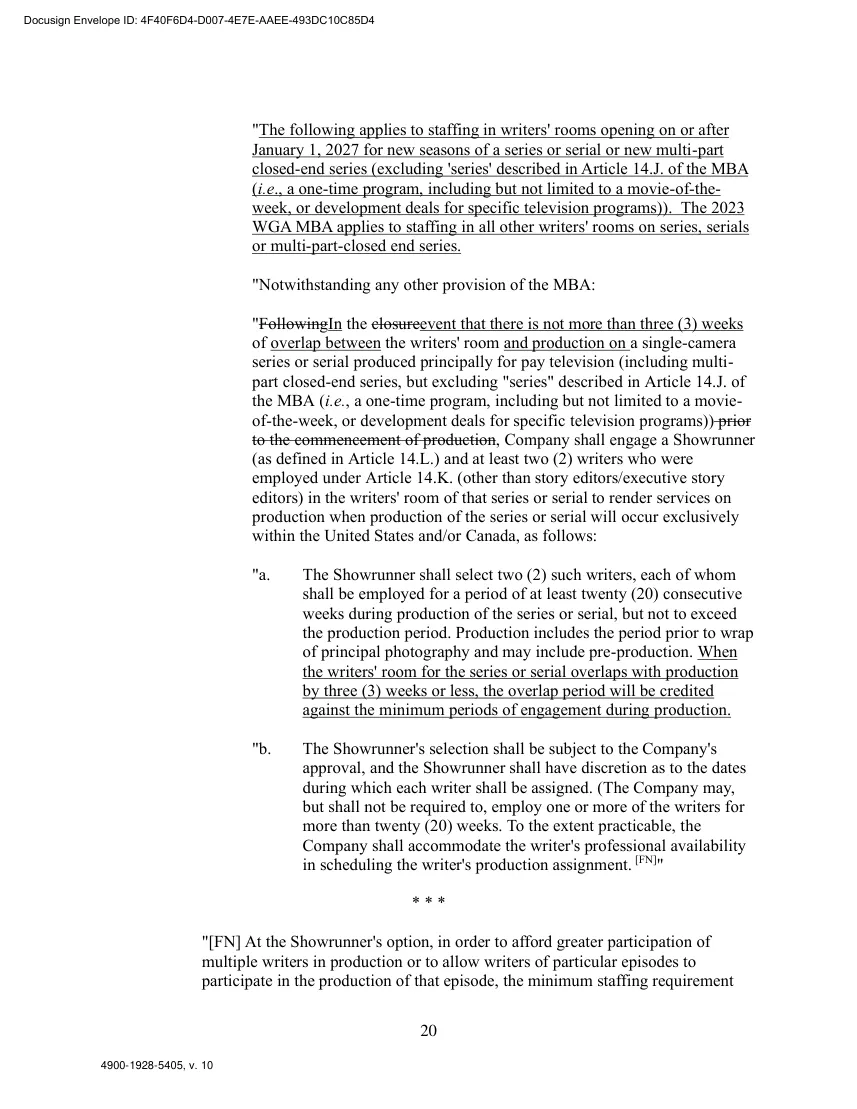 Docusign Envelope ID: 4F40F6D4-D007-4E7E-AAEE-493DC10C85D4
"The following applies to staffing in writers' rooms opening on or after
January 1, 2027 for new seasons of a series or serial or new multi-part
closed-end series (excluding 'series' described in Article 14.J. of the MBA
(i.e., a one-time program, including but not limited to a movie-of-the-
week, or development deals for specific television programs)).  The 2023
WGA MBA applies to staffing in all other writers' rooms on series, serials
or multi-part-closed end series.
"Notwithstanding any other provision of the MBA:
"FollowingIn the closureevent that there is not more than three (3) weeks
of overlap between the writers' room and production on a single-camera
series or serial produced principally for pay television (including multi-
part closed-end series, but excluding "series" described in Article 14.J. of
the MBA (i.e., a one-time program, including but not limited to a movie-
of-the-week, or development deals for specific television programs)) prior
to the commencement of production, Company shall engage a Showrunner
(as defined in Article 14.L.) and at least two (2) writers who were
employed under Article 14.K. (other than story editors/executive story
editors) in the writers' room of that series or serial to render services on
production when production of the series or serial will occur exclusively
within the United States and/or Canada, as follows:
"a. The Showrunner shall select two (2) such writers, each of whom
shall be employed for a period of at least twenty (20) consecutive
weeks during production of the series or serial, but not to exceed
the production period. Production includes the period prior to wrap
of principal photography and may include pre-production. When
the writers' room for the series or serial overlaps with production
by three (3) weeks or less, the overlap period will be credited
against the minimum periods of engagement during production.
"b. The Showrunner's selection shall be subject to the Company's
approval, and the Showrunner shall have discretion as to the dates
during which each writer shall be assigned. (The Company may,
but shall not be required to, employ one or more of the writers for
more than twenty (20) weeks. To the extent practicable, the
Company shall accommodate the writer's professional availability
in scheduling the writer's production assignment. [FN]"
* * *
"[FN] At the Showrunner's option, in order to afford greater participation of
multiple writers in production or to allow writers of particular episodes to
participate in the production of that episode, the minimum staffing requirement
20
4900-1928-5405, v. 10